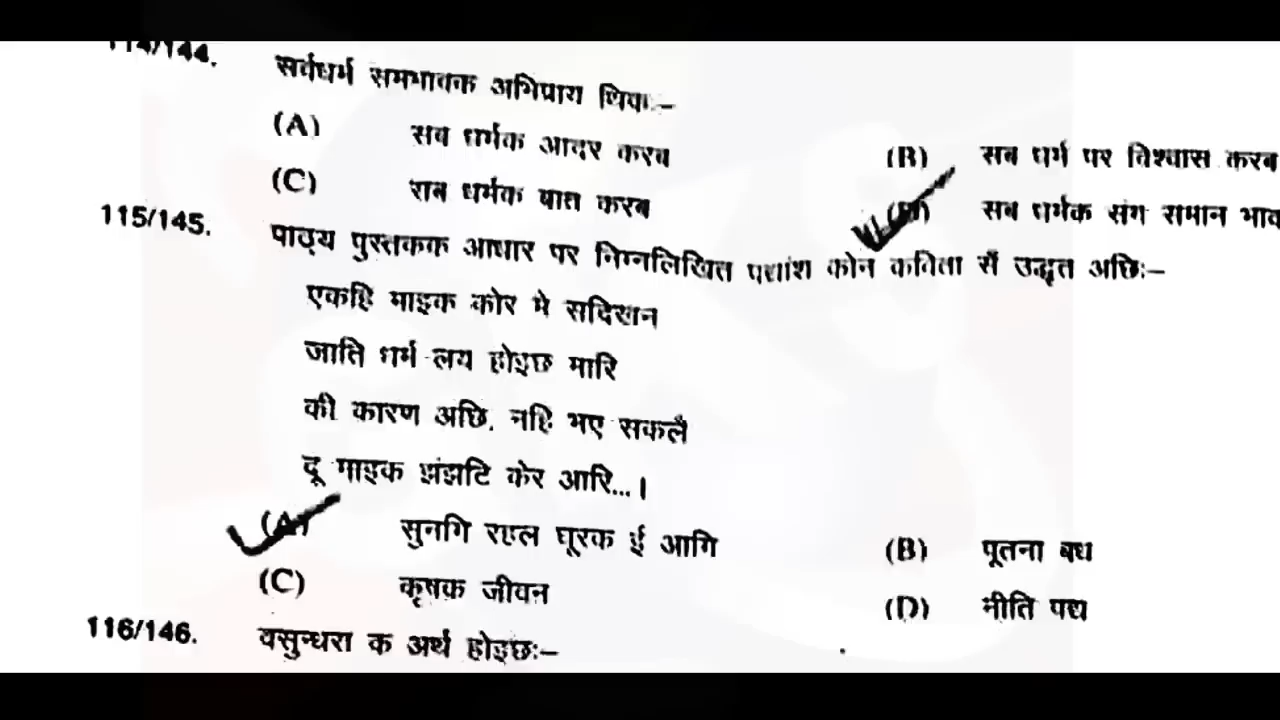 114/144. सर्वधर्म समभावक अभिप्राय थिकः–
(A) सब धर्मक आदर करब (B) सब धर्म पर विश्वास करब
(C) सब धर्मक बात करब (D) सब धर्मक संग समान भाव
115/145. पाठ्य पुस्तकक आधार पर निम्नलिखित पद्यांश कोन कविता सँ उद्धृत अछिः–
एकहि माइक कोर मे सदिखन
जाति धर्म लय होइछ मारि
की कारण अछि, नहि भए सकलै
दू माइक झंझटि केर आरि...।
(A) सुनगि रहल घूरक ई आगि (B) पूतना बध
(C) कृषक जीवन (D) नीति पद्य
116/146. वसुन्धरा क अर्थ होइछः–